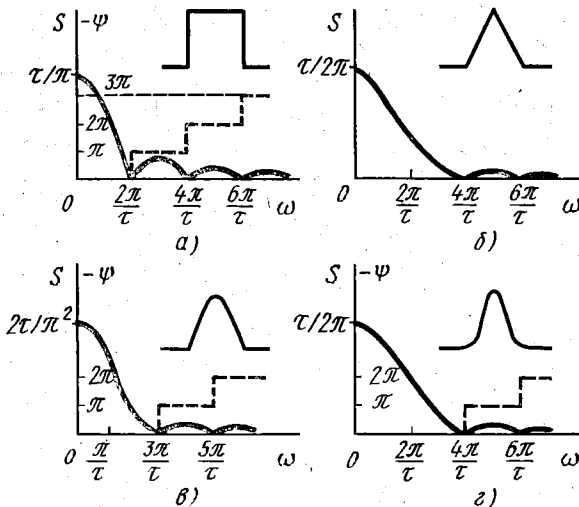 S -ψ
τ/π
3π
2π
π
0 2π/τ 4π/τ 6π/τ ω
а)
S
τ/2π
0 2π/τ 4π/τ 6π/τ ω
б)
S -ψ
2τ/π²
2π
π
0 π/τ 3π/τ 5π/τ ω
в)
S -ψ
τ/2π
2π
π
0 2π/τ 4π/τ 6π/τ ω
г)